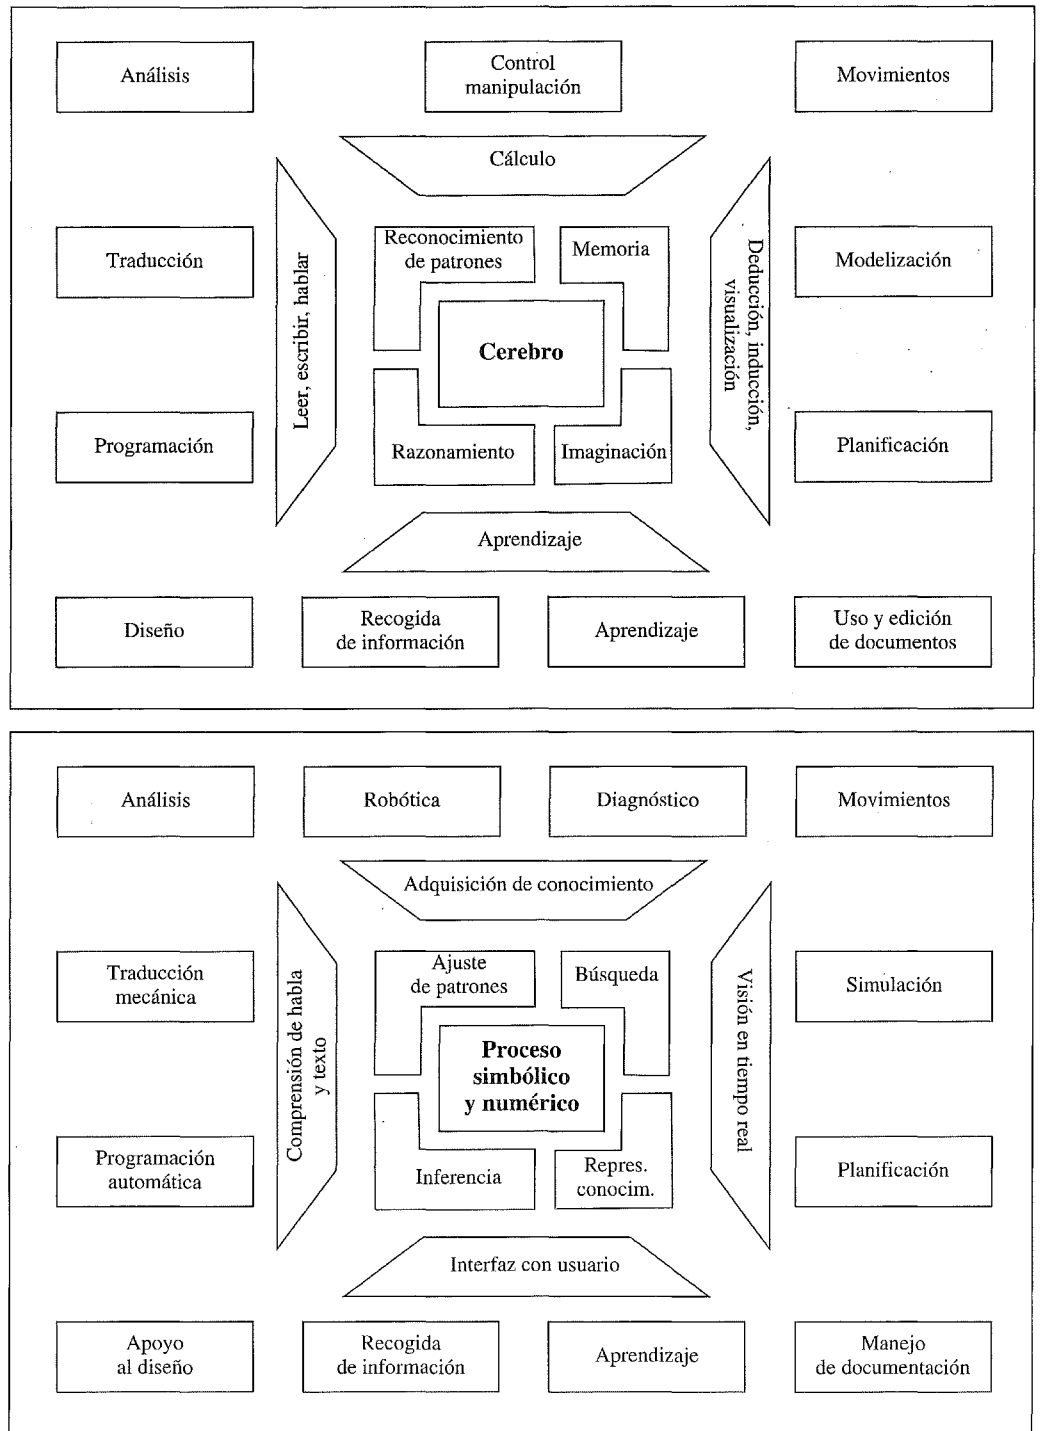 Análisis
Control
manipulación
Movimientos
Cálculo
Traducción
Leer, escribir, hablar
Reconocimiento
de patrones
Memoria
Deducción, inducción,
visualización
Modelización
Cerebro
Programación
Razonamiento
Imaginación
Planificación
Aprendizaje
Diseño
Recogida
de información
Aprendizaje
Uso y edición
de documentos
Análisis
Robótica
Diagnóstico
Movimientos
Adquisición de conocimiento
Traducción
mecánica
Comprensión de habla
y texto
Ajuste
de patrones
Búsqueda
Visión en tiempo real
Simulación
Proceso
simbólico
y numérico
Programación
automática
Inferencia
Repres.
conocim.
Planificación
Interfaz con usuario
Apoyo
al diseño
Recogida
de información
Aprendizaje
Manejo
de documentación